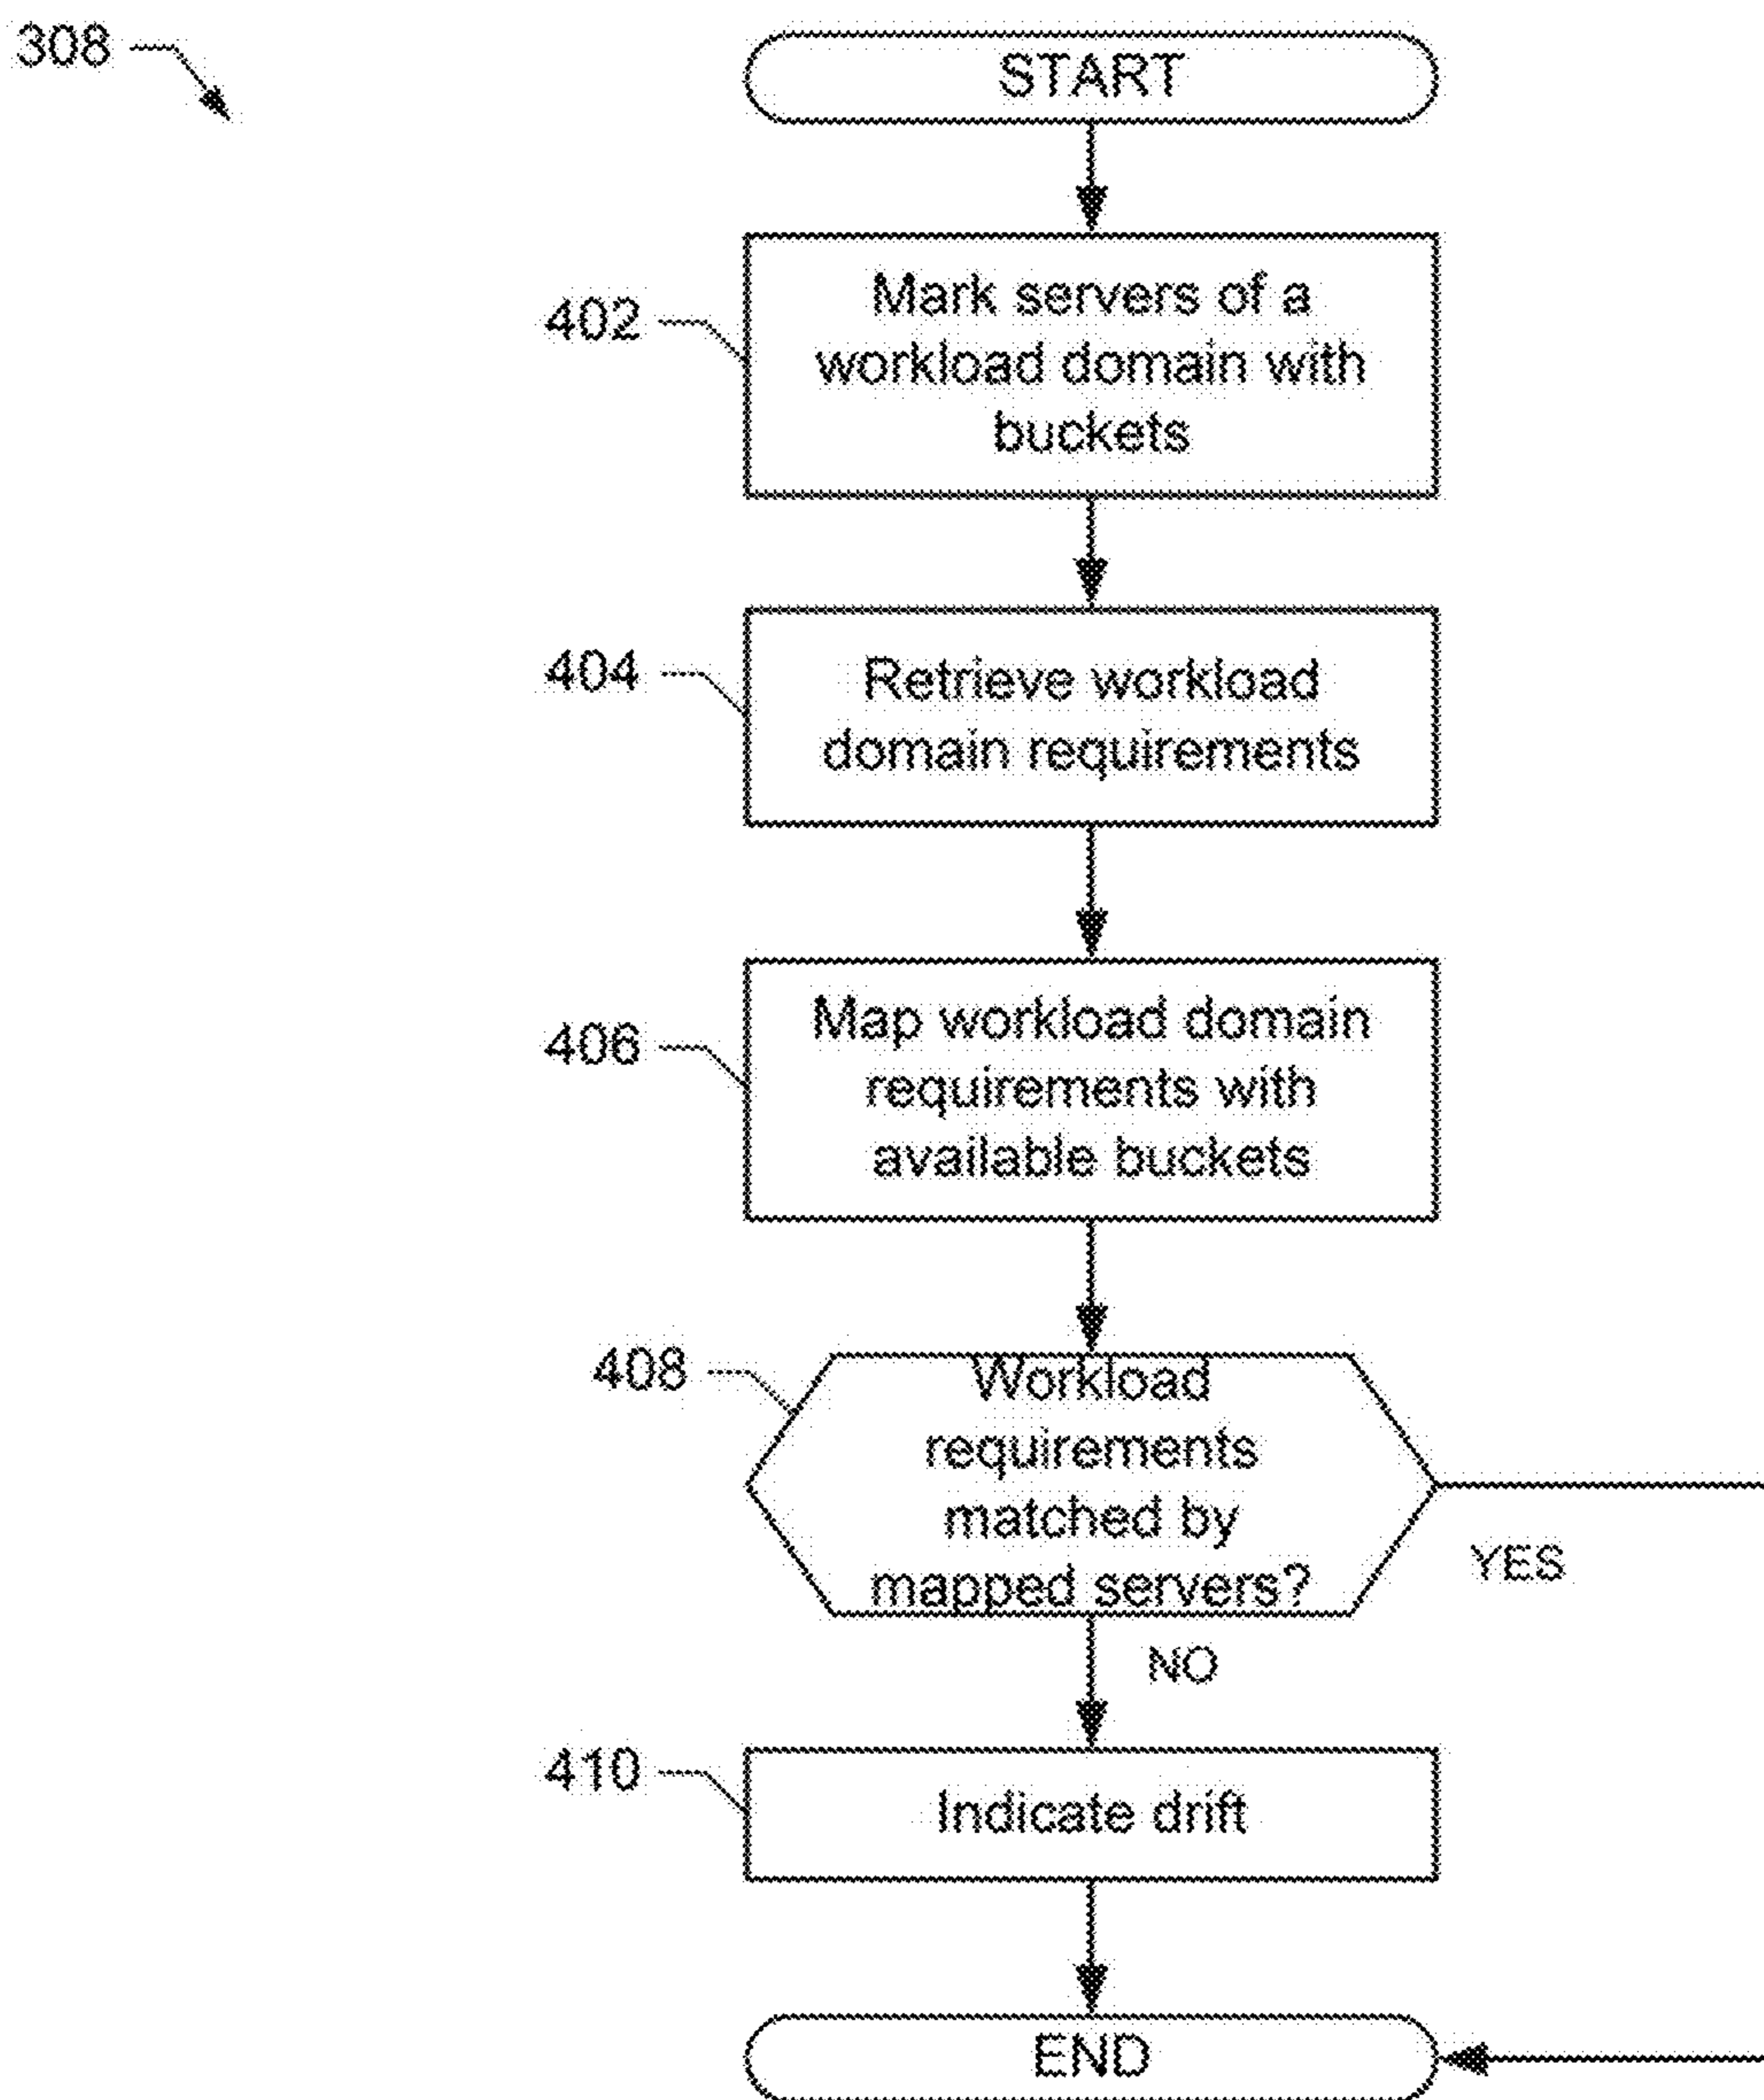 308
START
402
Mark servers of a
workload domain with
buckets
404
Retrieve workload
domain requirements
406
Map workload domain
requirements with
available buckets
408
Workload
requirements
matched by
mapped servers?
YES
NO
410
Indicate drift
END